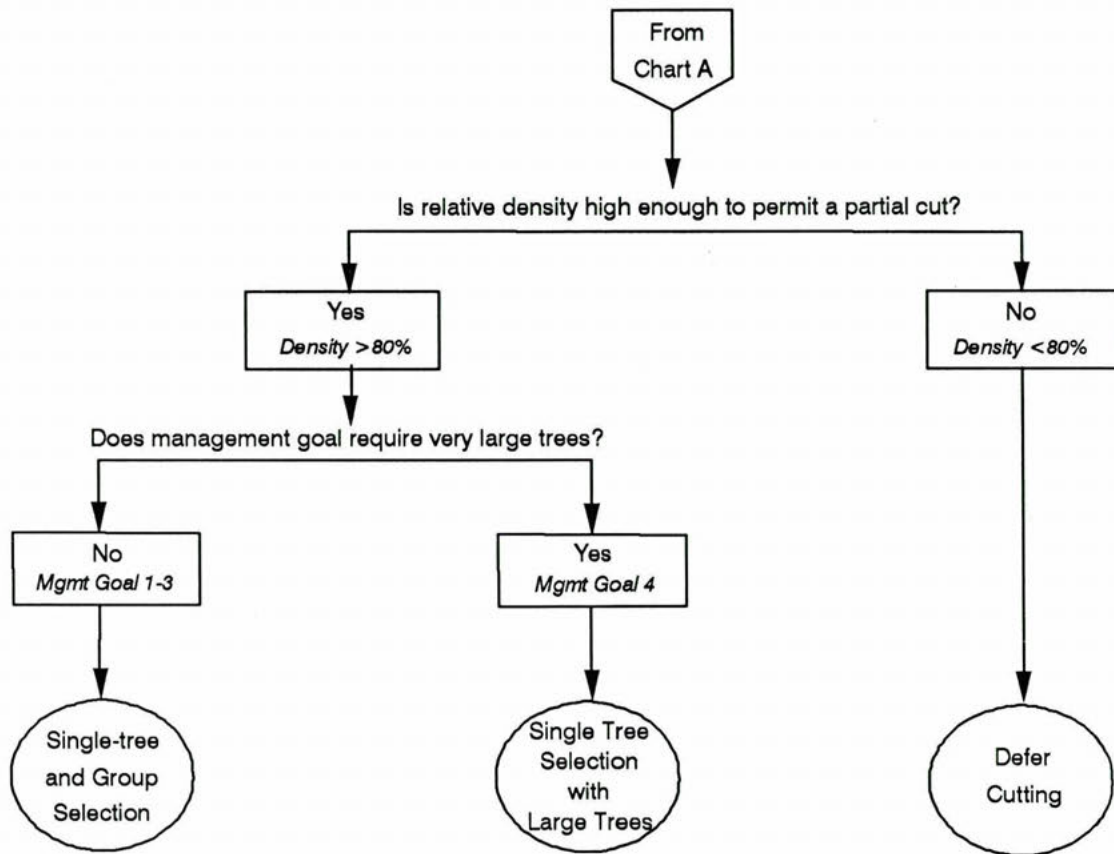 From
Chart A
Is relative density high enough to permit a partial cut?
Yes
Density >80%
No
Density <80%
Does management goal require very large trees?
No
Mgmt Goal 1-3
Yes
Mgmt Goal 4
Single-tree
and Group
Selection
Single Tree
Selection
with
Large Trees
Defer
Cutting